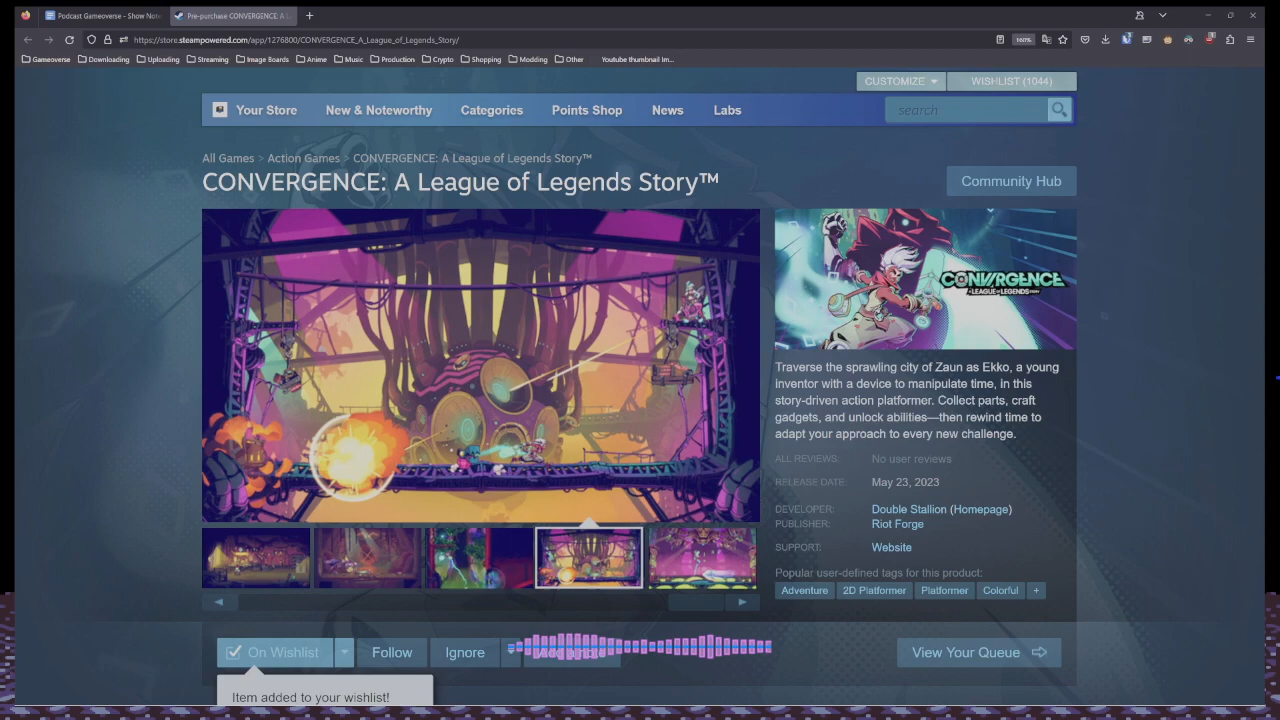 Podcast Gameoverse - Show Not
Pre-purchase CONVERGENCE: A L
https://store.steampowered.com/app/1276800/CONVERGENCE_A_League_of_Legends_Story/
160%
Gameoverse Downloading Uploading Streaming Image Boards Anime Music Production Crypto Shopping Modding Other Youtube thumbnail im...
CUSTOMIZE WISHLIST (1044)
Your Store New & Noteworthy Categories Points Shop News Labs search
All Games > Action Games > CONVERGENCE: A League of Legends Story™
CONVERGENCE: A League of Legends Story™
Community Hub
CONVERGENCE
A LEAGUE OF LEGENDS STORY
Traverse the sprawling city of Zaun as Ekko, a young
inventor with a device to manipulate time, in this
story-driven action platformer. Collect parts, craft
gadgets, and unlock abilities—then rewind time to
adapt your approach to every new challenge.
ALL REVIEWS: No user reviews
RELEASE DATE: May 23, 2023
DEVELOPER: Double Stallion (Homepage)
PUBLISHER: Riot Forge
SUPPORT: Website
Popular user-defined tags for this product:
Adventure 2D Platformer Platformer Colorful +
On Wishlist Follow Ignore View Your Queue
Item added to your wishlist!